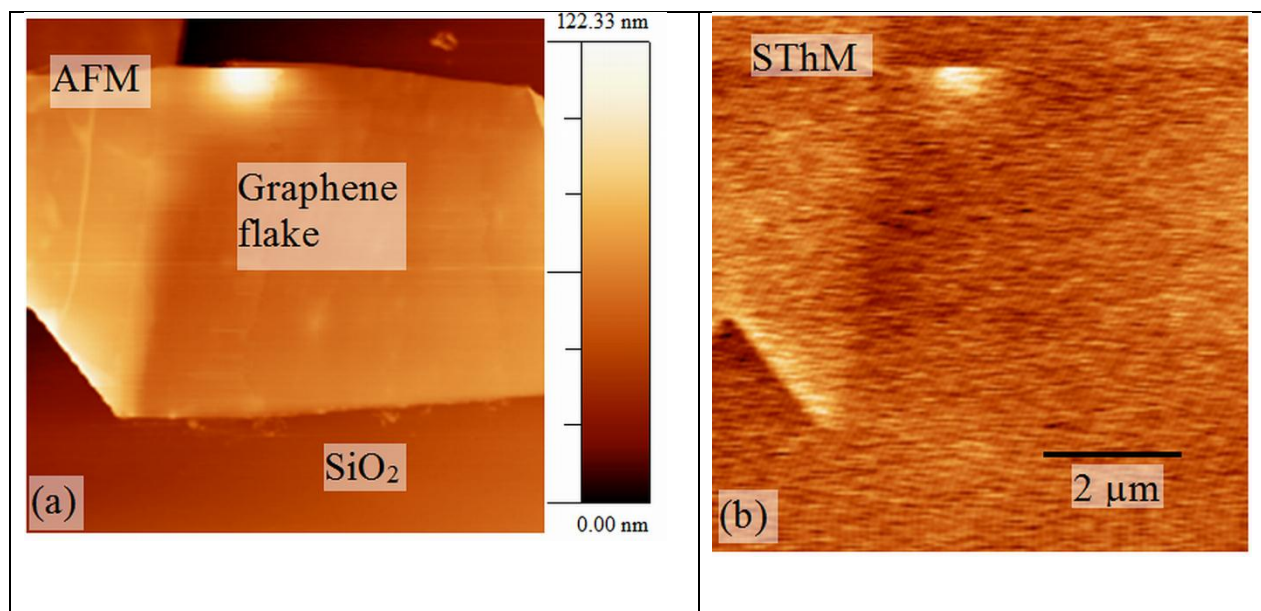 AFM
122.33 nm
Graphene
flake
SiO₂
(a)
0.00 nm
SThM
2 μm
(b)